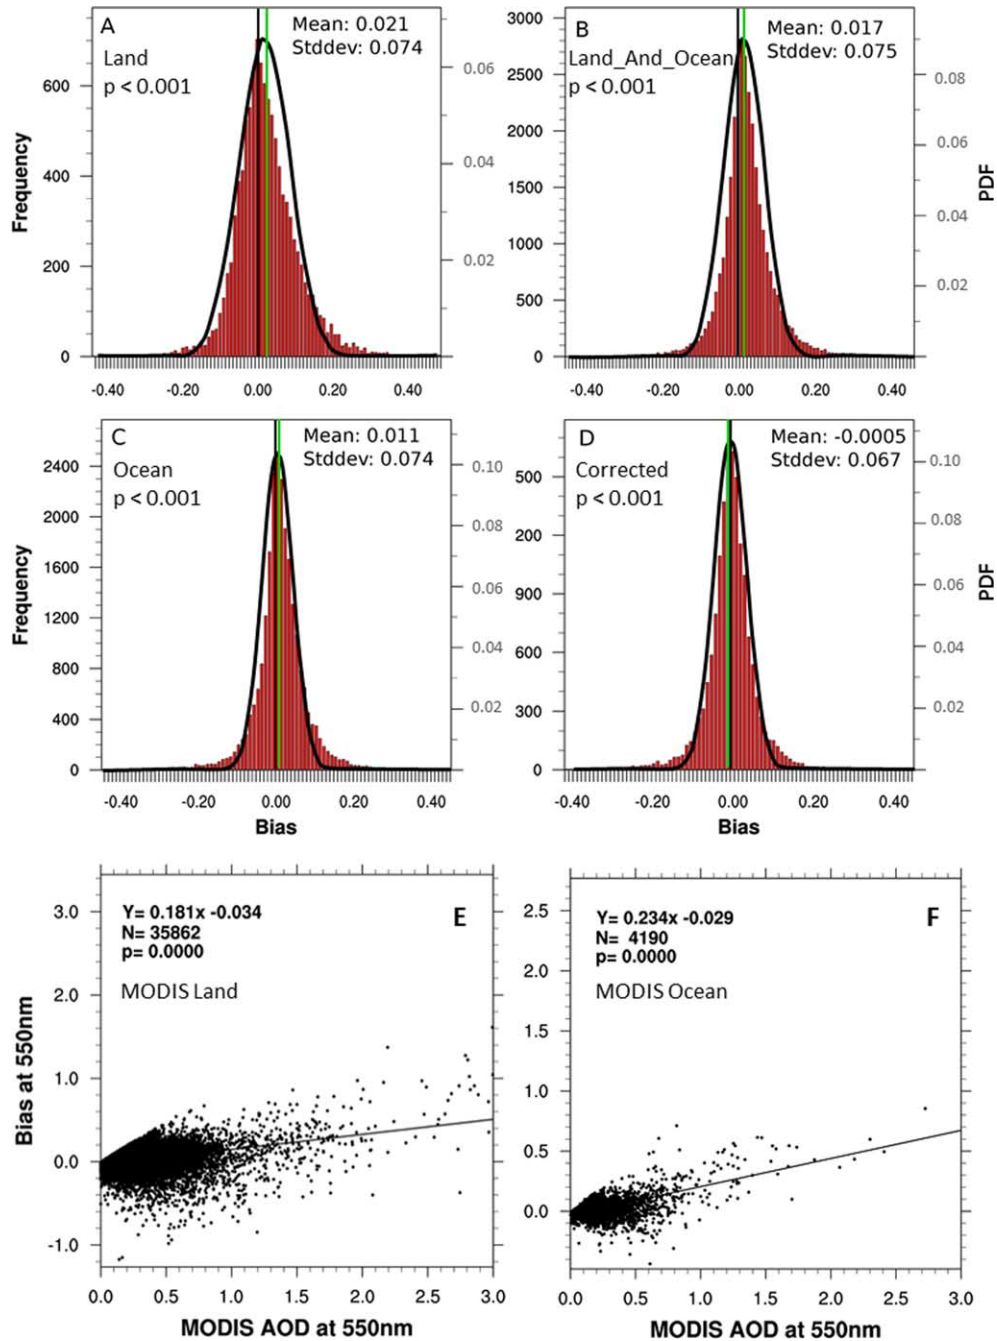 A
Land
p < 0.001
Mean: 0.021
Stddev: 0.074
600
400
200
0
0.06
0.04
0.02
-0.40 -0.20 0.00 0.20 0.40
Frequency
B
Land_And_Ocean
p < 0.001
Mean: 0.017
Stddev: 0.075
3000
2500
2000
1500
1000
500
0
0.08
0.06
0.04
0.02
-0.40 -0.20 0.00 0.20 0.40
PDF
C
Ocean
p < 0.001
Mean: 0.011
Stddev: 0.074
2400
2000
1600
1200
800
400
0
0.10
0.08
0.06
0.04
0.02
-0.40 -0.20 0.00 0.20 0.40
Frequency
Bias
D
Corrected
p < 0.001
Mean: -0.0005
Stddev: 0.067
500
200
900
600
300
0
0.10
0.08
0.06
0.04
0.02
-0.40 -0.20 0.00 0.20 0.40
PDF
Bias
Y= 0.181x -0.034
N= 35862
p= 0.0000
MODIS Land
E
3.0
2.0
1.0
0.0
-1.0
0.0 0.5 1.0 1.5 2.0 2.5 3.0
Bias at 550nm
MODIS AOD at 550nm
Y= 0.234x -0.029
N= 4190
p= 0.0000
MODIS Ocean
F
2.5
2.0
1.5
1.0
0.5
0.0
0.0 0.5 1.0 1.5 2.0 2.5 3.0
MODIS AOD at 550nm